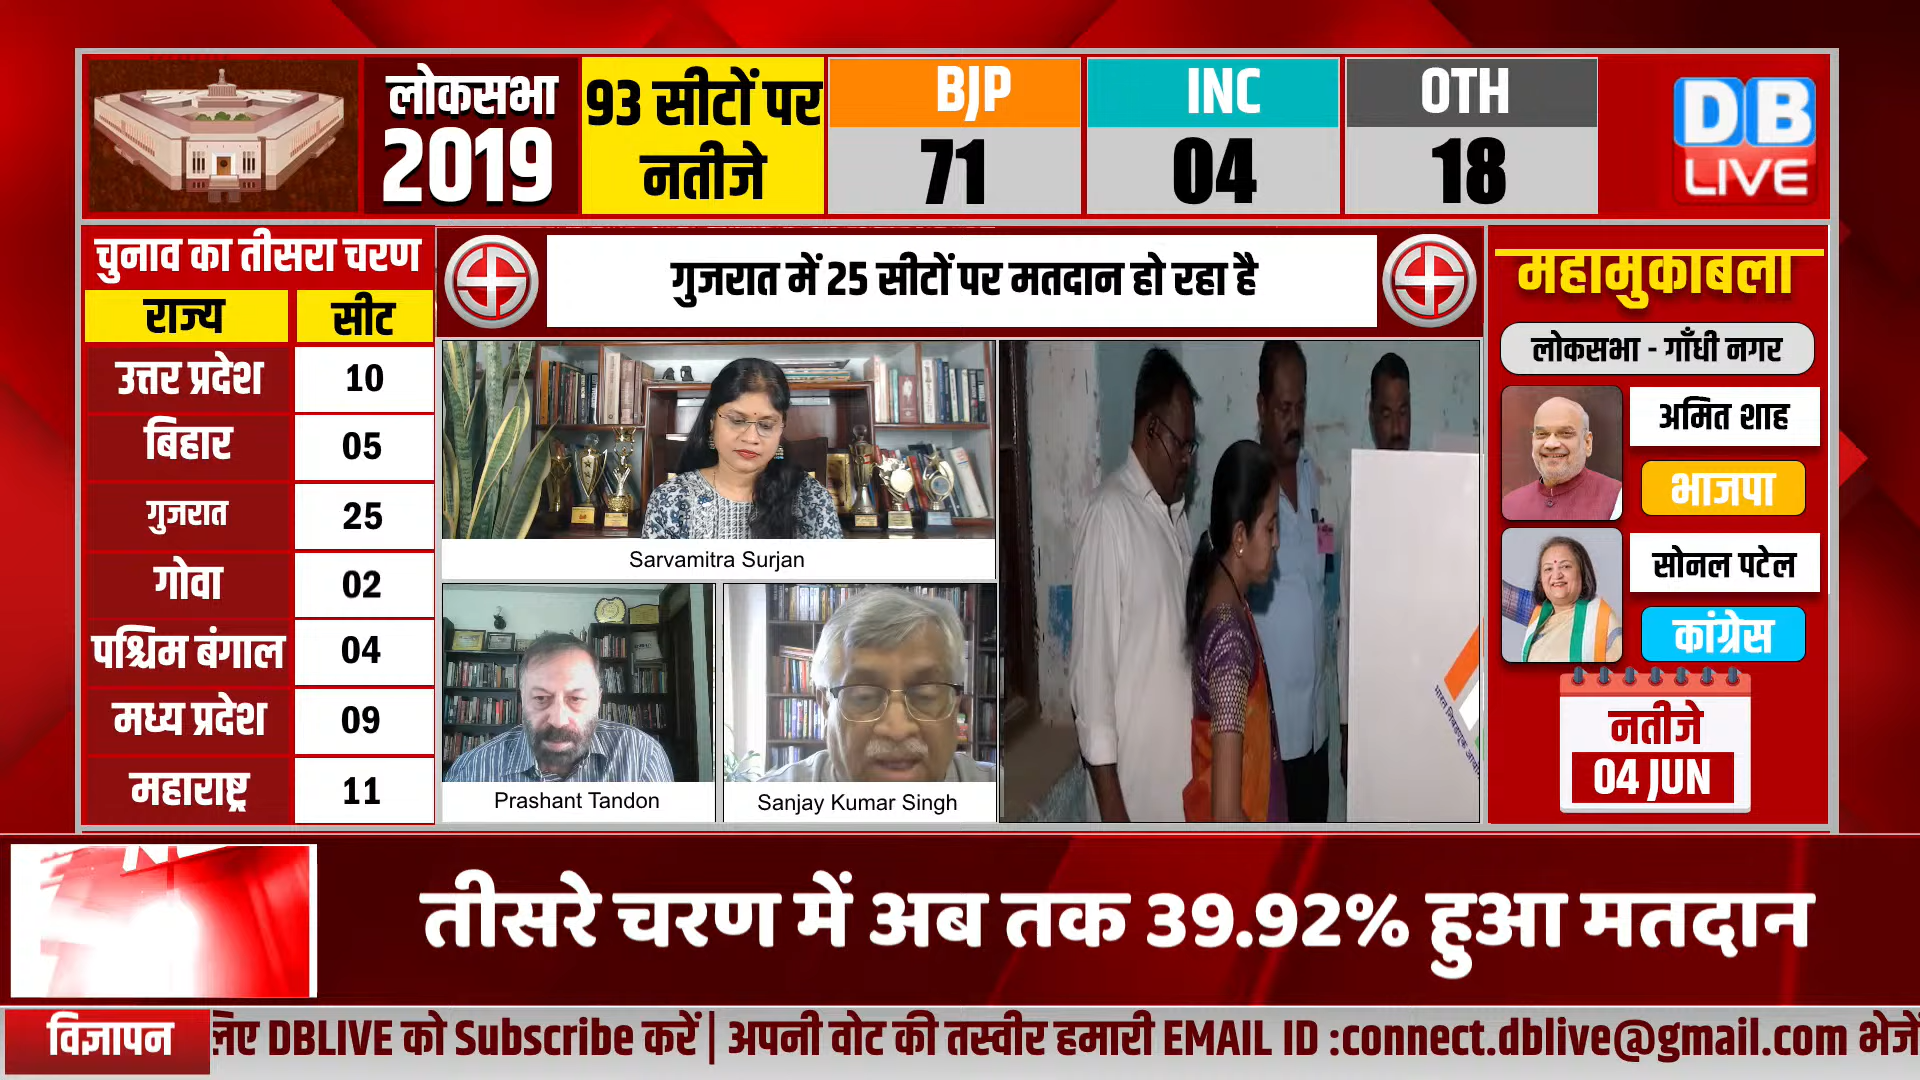 लोकसभा
2019
93 सीटों पर
नतीजे
BJP
71
INC
04
OTH
18
DB
LIVE
चुनाव का तीसरा चरण
राज्य सीट
उत्तर प्रदेश 10
बिहार 05
गुजरात 25
गोवा 02
पश्चिम बंगाल 04
मध्य प्रदेश 09
महाराष्ट्र 11
गुजरात में 25 सीटों पर मतदान हो रहा है
Sarvamitra Surjan
Prashant Tandon
Sanjay Kumar Singh
महामुकाबला
लोकसभा - गाँधी नगर
अमित शाह
भाजपा
सोनल पटेल
कांग्रेस
नतीजे
04 JUN
तीसरे चरण में अब तक 39.92% हुआ मतदान
विज्ञापन
DBLIVE को Subscribe करें | अपनी वोट की तस्वीर हमारी EMAIL ID :connect.dblive@gmail.com भेजें